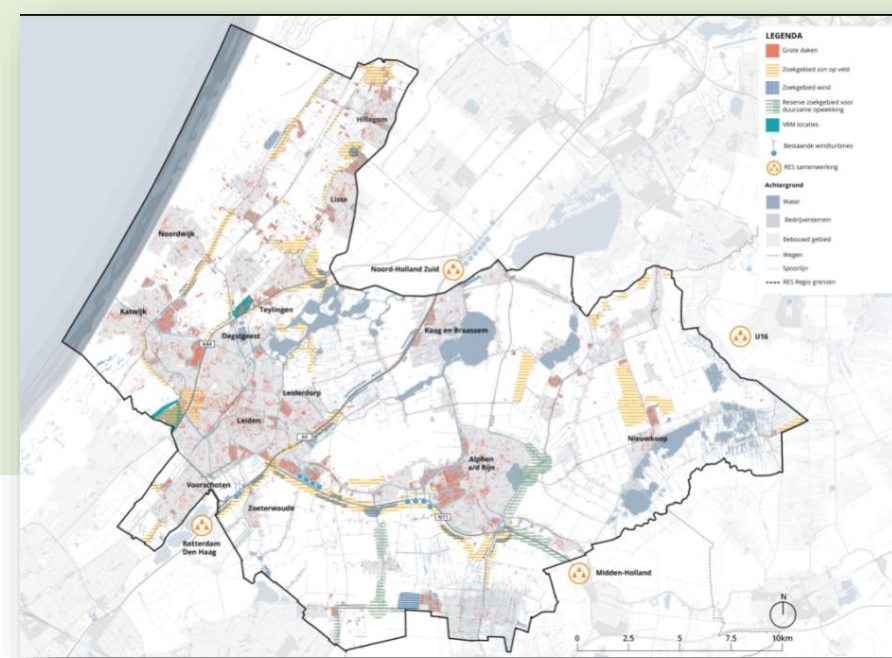 LEGENDA
Grote daken
Zoekgebied zon op veld
Zoekgebied wind
Reserve zoekgebied voor
duurzame opwekking
VRM locaties
Bestaande windturbines
RES samenwerking
Achtergrond
Water
Bedrijventerrein
Bebouwd gebied
Wegen
Spoorlijn
RES Regio grenzen
Hillegom
Lisse
Noordwijk
Noord-Holland Zuid
Teylingen
Katwijk
Oegstgeest
Kaag en Braassem
U16
A44
Leiderdorp
Leiden
A4
Nieuwkoop
Alphen
a/d Rijn
Voorschoten
Zoeterwoude
N11
Rotterdam
Den Haag
Midden-Holland
N
0 2.5 5 7.5 10km